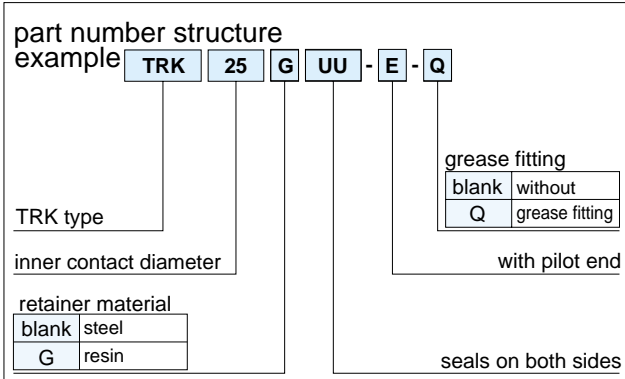 part number structure
example TRK 25 G UU - E - Q
grease fitting
blank without
Q grease fitting
TRK type
inner contact diameter
with pilot end
retainer material
blank steel
G resin
seals on both sides